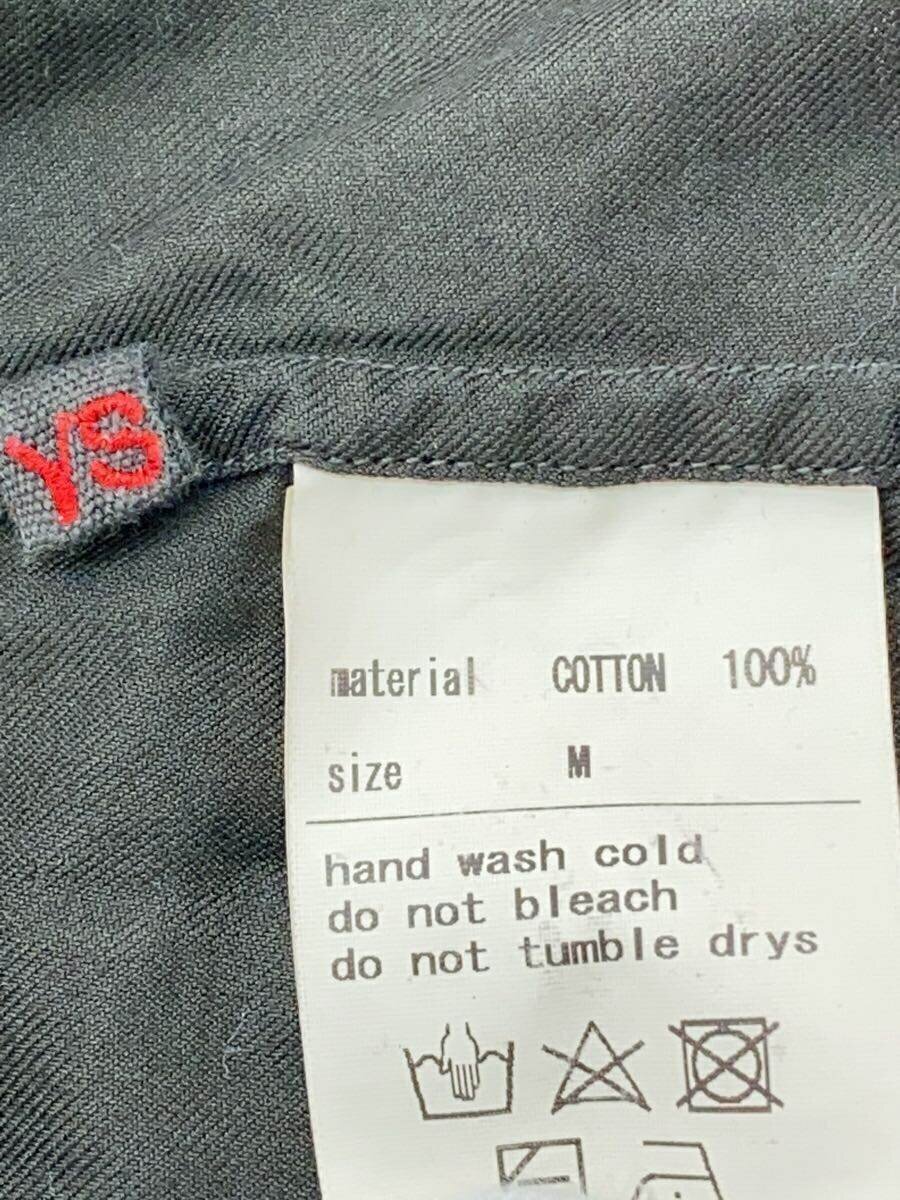 YS
material COTTON 100%
size M
hand wash cold
do not bleach
do not tumble drys